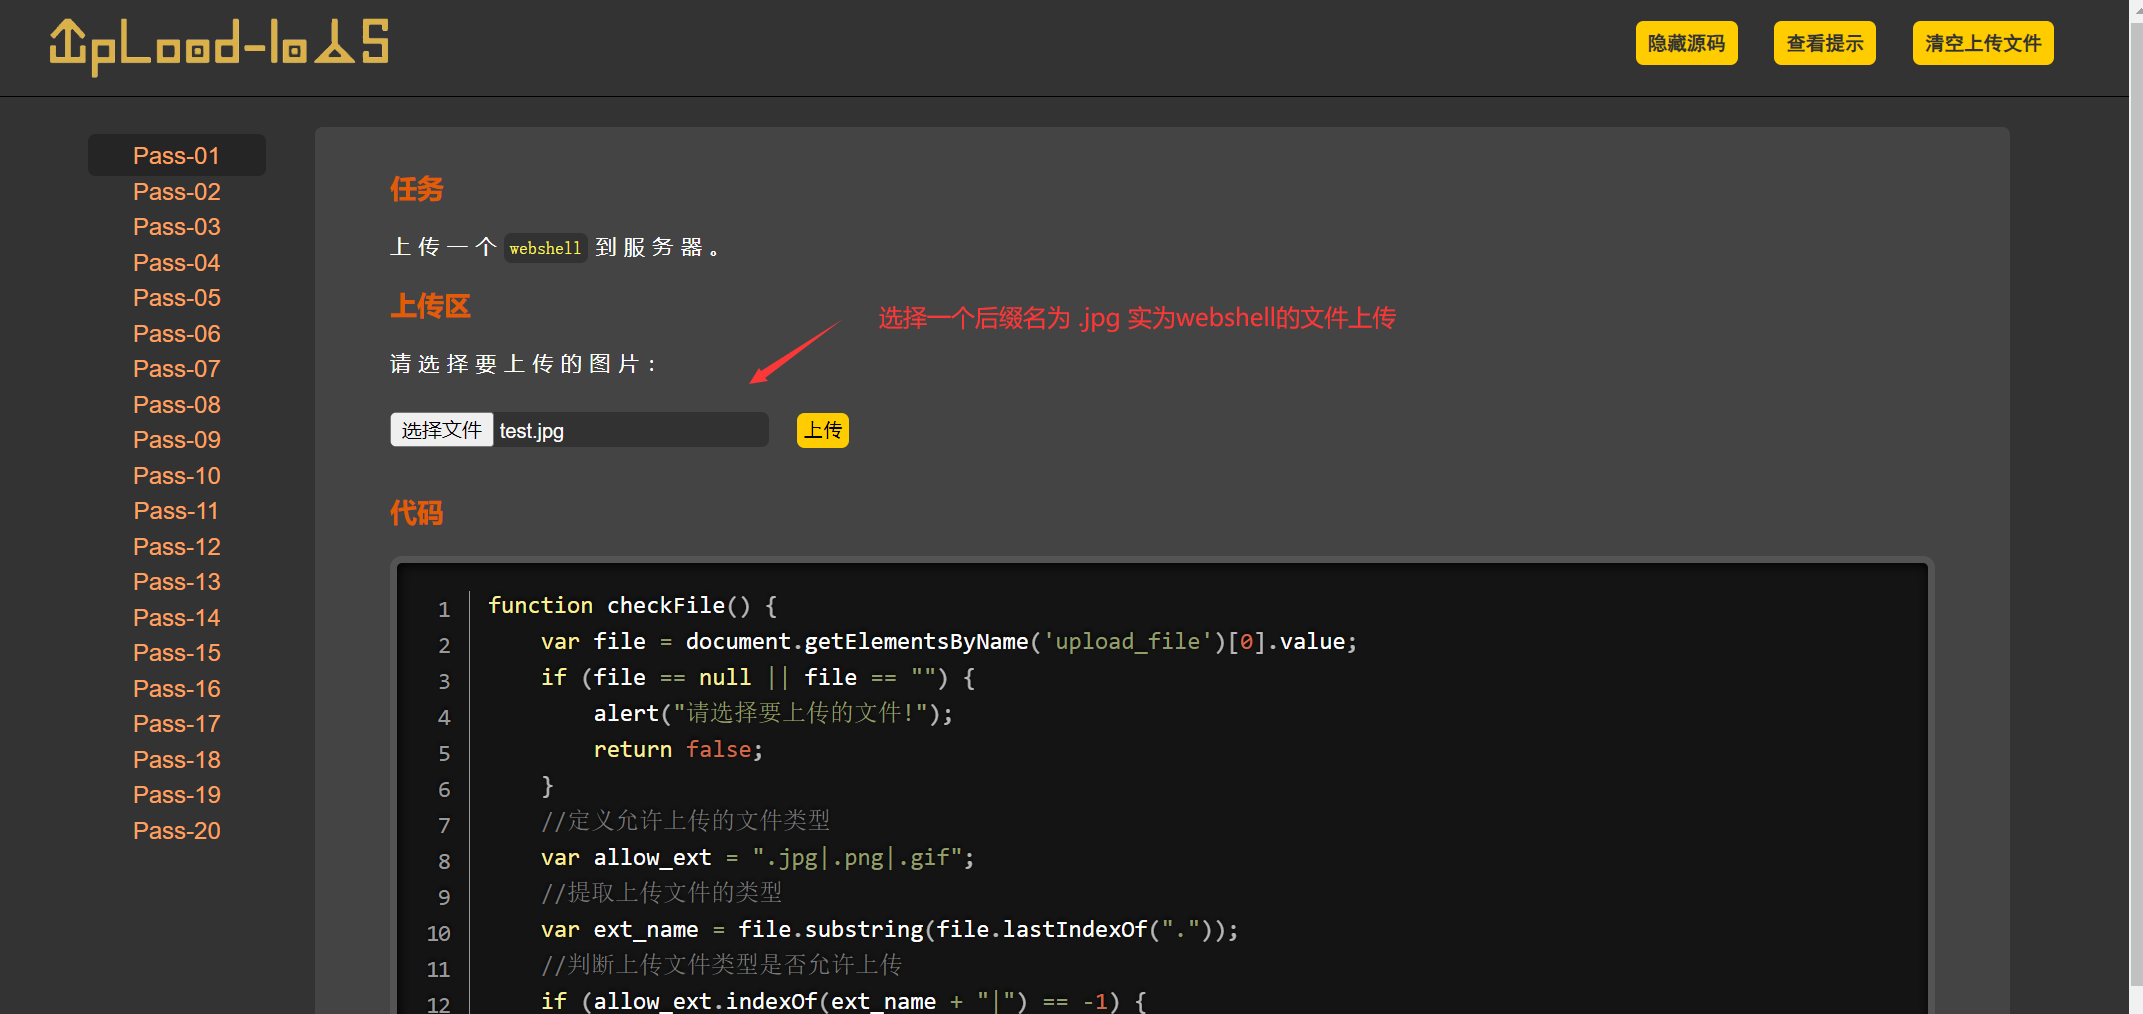 UpLoad-labs
隐藏源码 查看提示 清空上传文件
Pass-01
Pass-02
Pass-03
Pass-04
Pass-05
Pass-06
Pass-07
Pass-08
Pass-09
Pass-10
Pass-11
Pass-12
Pass-13
Pass-14
Pass-15
Pass-16
Pass-17
Pass-18
Pass-19
Pass-20
任务
上传一个 webshell 到服务器。
上传区
选择一个后缀名为 .jpg 实为webshell的文件上传
请选择要上传的图片：
选择文件 test.jpg 上传
代码
1 function checkFile() {
2 var file = document.getElementsByName('upload_file')[0].value;
3 if (file == null || file == "") {
4 alert("请选择要上传的文件!");
5 return false;
6 }
7 //定义允许上传的文件类型
8 var allow_ext = ".jpg|.png|.gif";
9 //提取上传文件的类型
10 var ext_name = file.substring(file.lastIndexOf("."));
11 //判断上传文件类型是否允许上传
12 if (allow_ext.indexOf(ext_name + "|") == -1) {